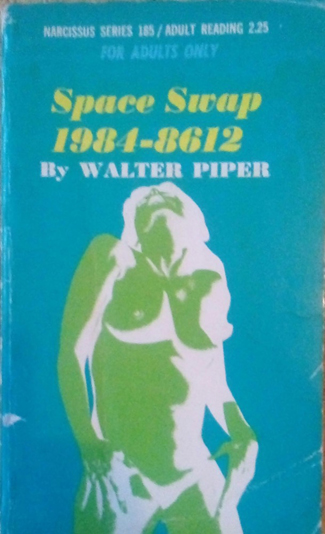 NARCISSUS SERIES 185 / ADULT READING 2.25
FOR ADULTS ONLY
Space Swap
1984-8612
By WALTER PIPER